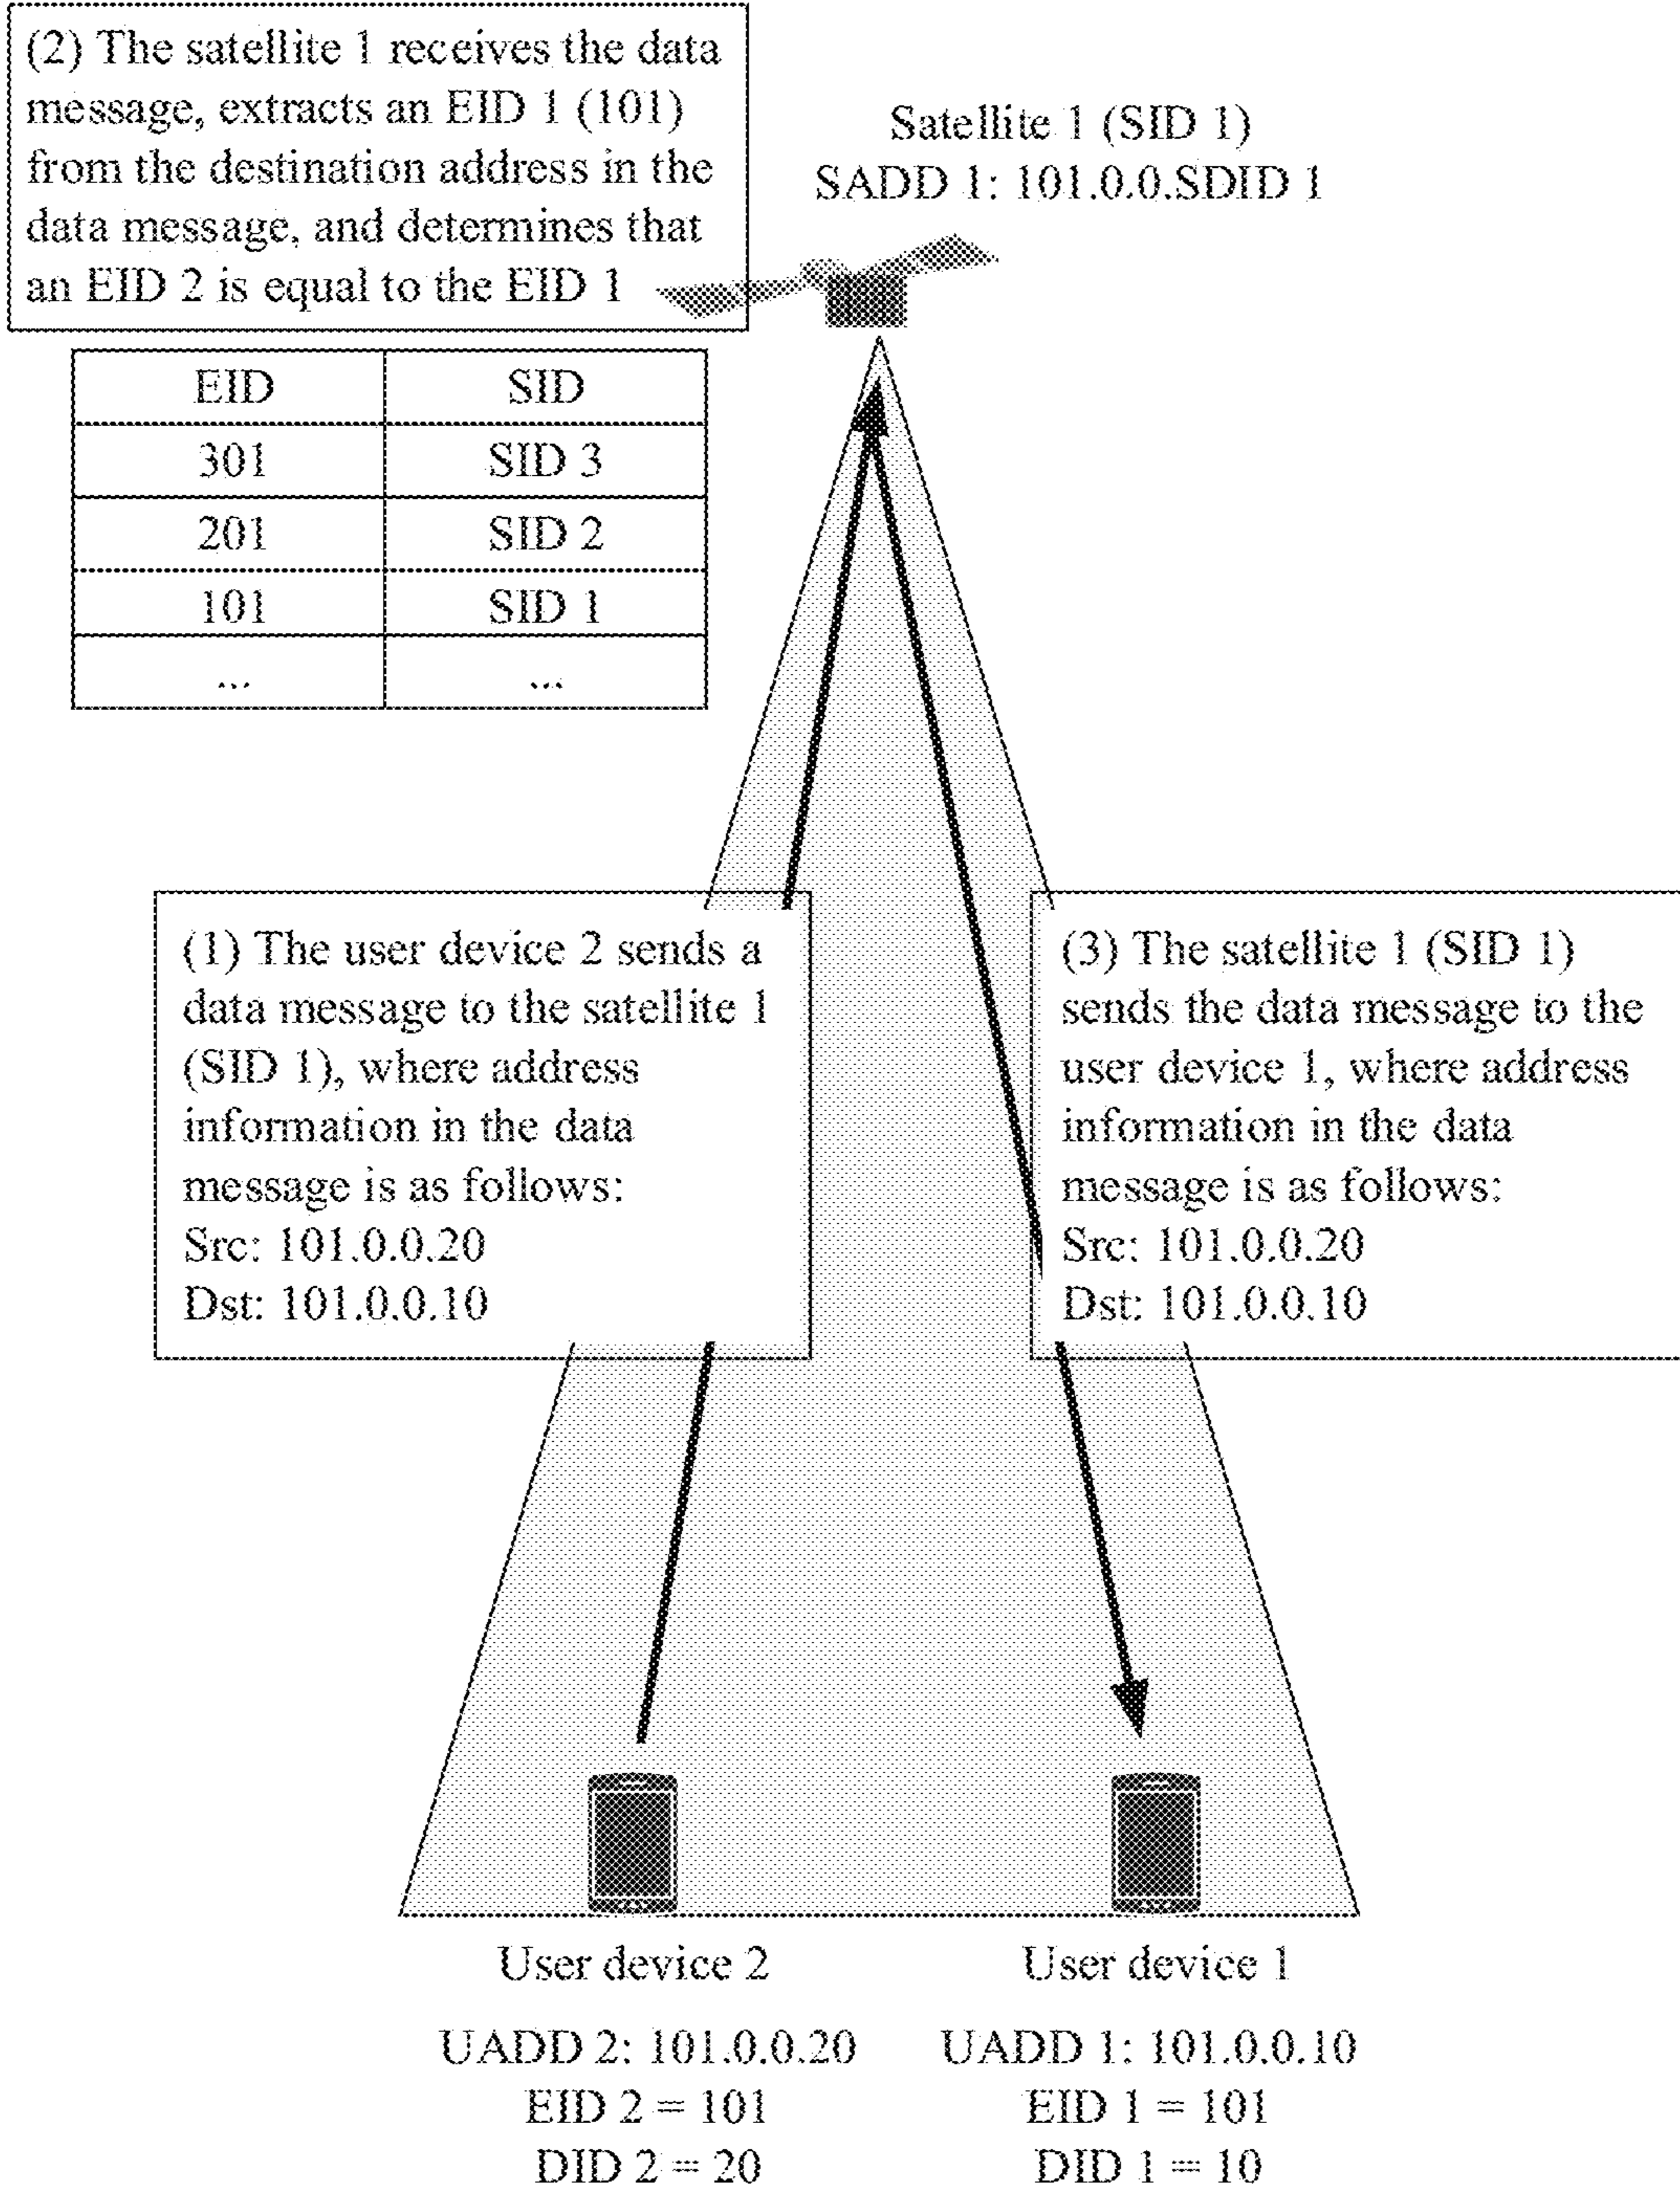 (2) The satellite 1 receives the data
message, extracts an EID 1 (101)
from the destination address in the
data message, and determines that
an EID 2 is equal to the EID 1
Satellite 1 (SID 1)
SADD 1: 101.0.0.SDID 1
EID SID
301 SID 3
201 SID 2
101 SID 1
... ...
(1) The user device 2 sends a
data message to the satellite 1
(SID 1), where address
information in the data
message is as follows:
Src: 101.0.0.20
Dst: 101.0.0.10
(3) The satellite 1 (SID 1)
sends the data message to the
user device 1, where address
information in the data
message is as follows:
Src: 101.0.0.20
Dst: 101.0.0.10
User device 2
UADD 2: 101.0.0.20
EID 2 = 101
DID 2 = 20
User device 1
UADD 1: 101.0.0.10
EID 1 = 101
DID 1 = 10